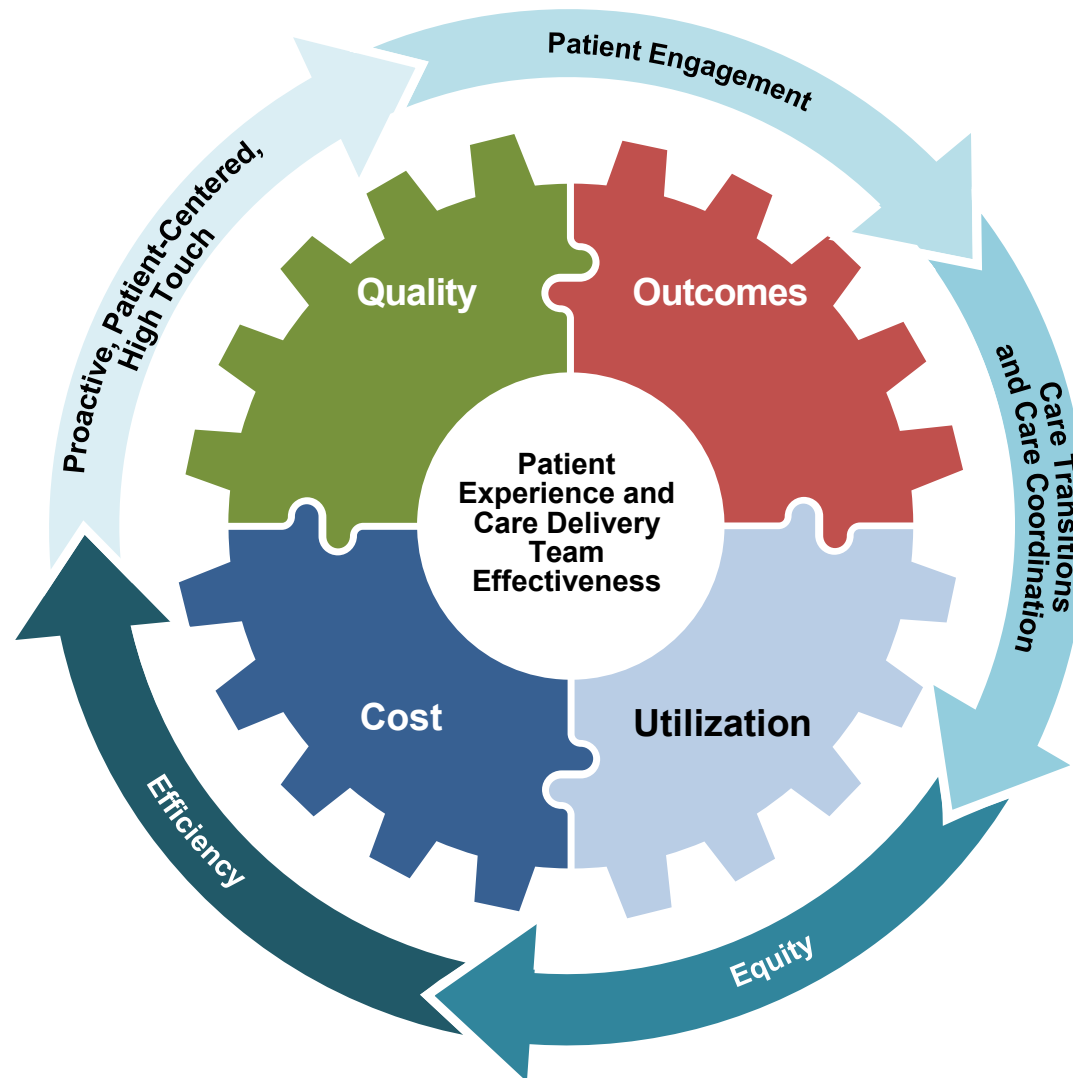 Patient Engagement
Proactive, Patient-Centered,
High Touch
Quality
Outcomes
Care Transitions
and Care Coordination
Patient
Experience and
Care Delivery
Team
Effectiveness
Cost
Utilization
Efficiency
Equity